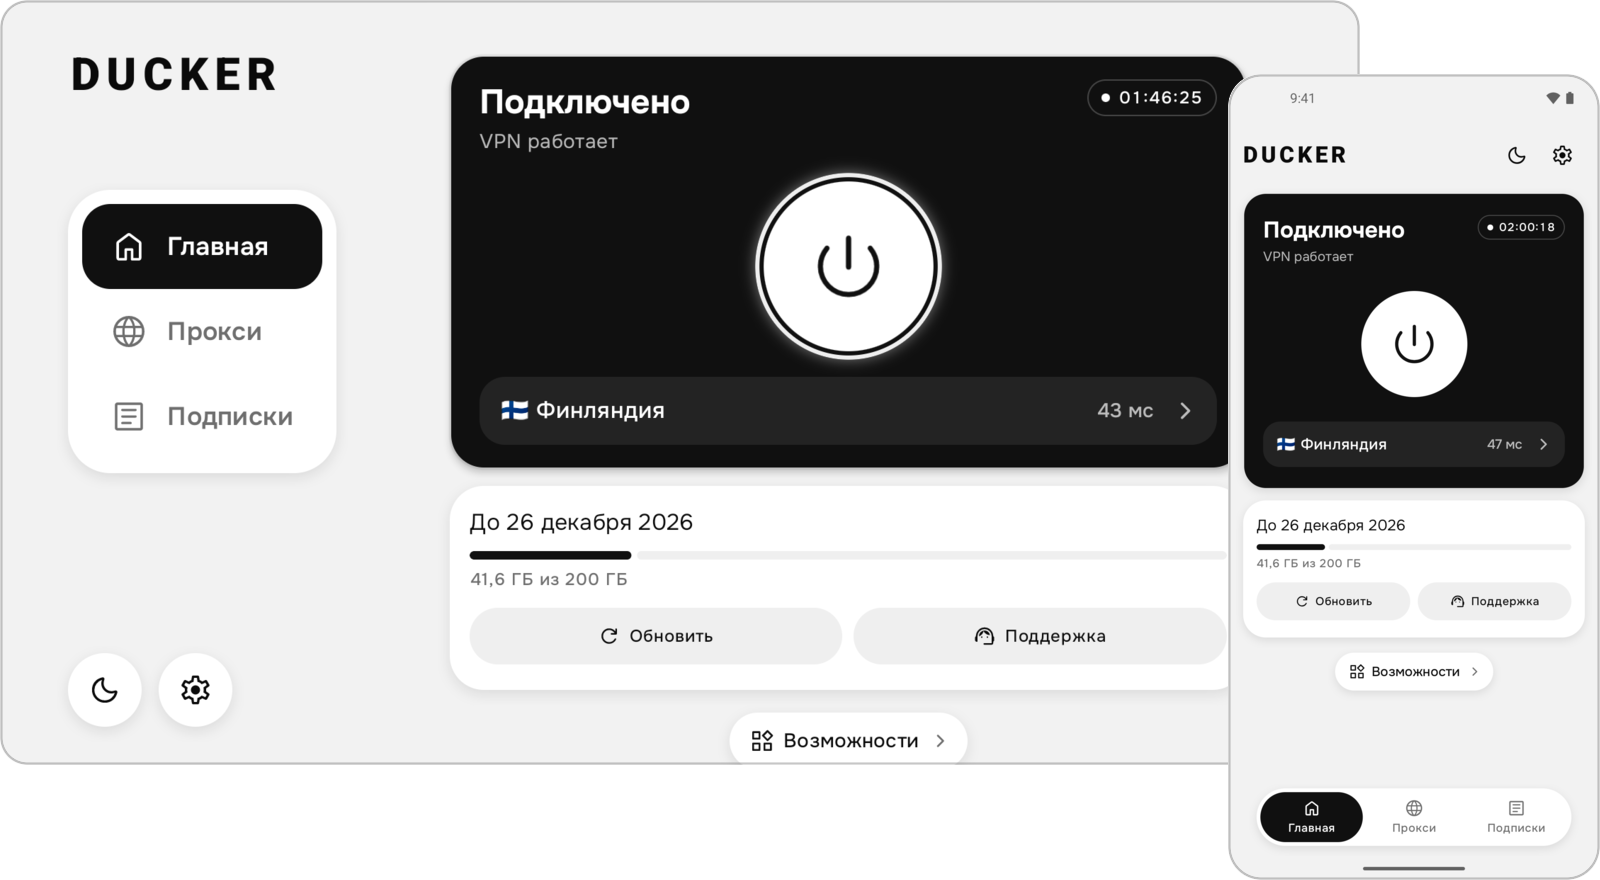 DUCKER
Главная
Прокси
Подписки
Подключено
01:46:25
VPN работает
Финляндия
43 мс
До 26 декабря 2026
41,6 ГБ из 200 ГБ
Обновить
Поддержка
Возможности
9:41
DUCKER
Подключено
02:00:18
VPN работает
Финляндия
47 мс
До 26 декабря 2026
41,6 ГБ из 200 ГБ
Обновить
Поддержка
Возможности
Главная
Прокси
Подписки